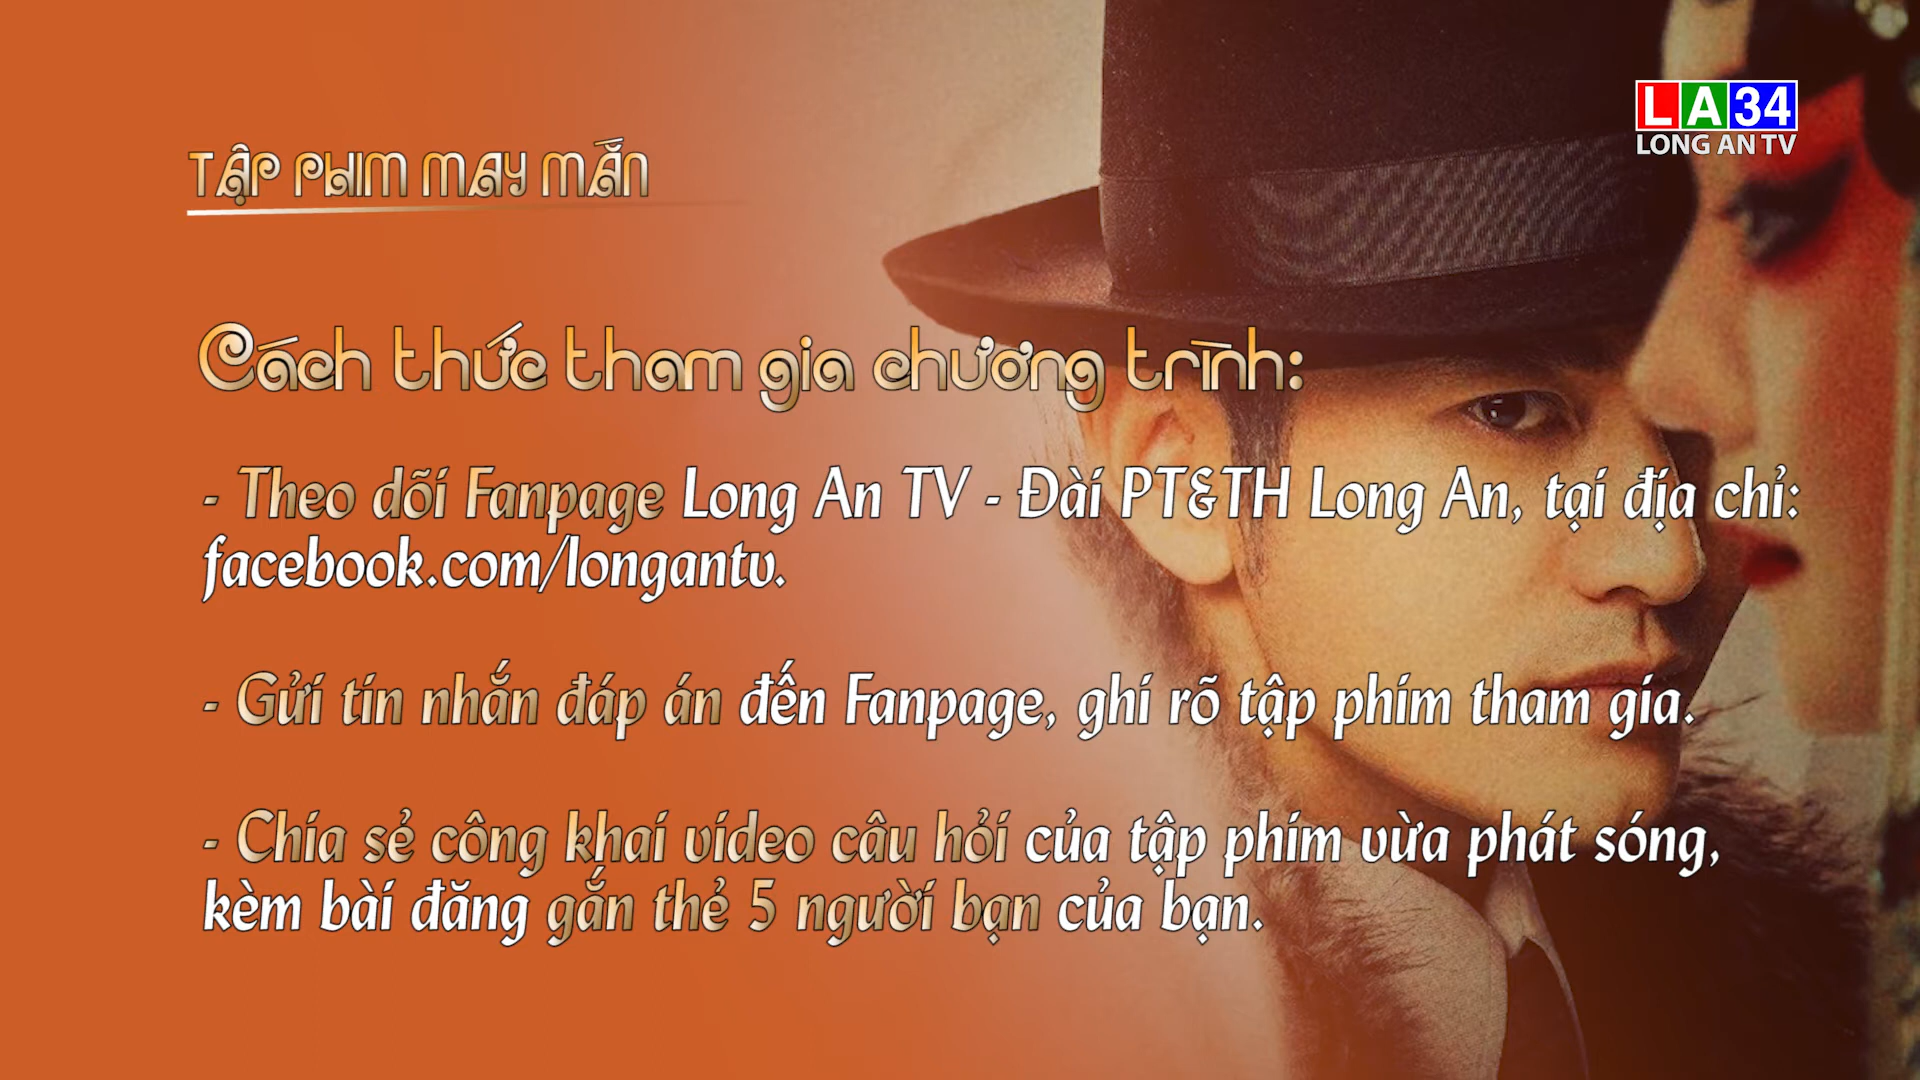 LA34
LONG AN TV
TẬP PHIM MAY MẮN
Cách thức tham gia chương trình:
- Theo dõi Fanpage Long An TV - Đài PT&TH Long An, tại địa chỉ:
facebook.com/longantv.
- Gửi tin nhắn đáp án đến Fanpage, ghi rõ tập phim tham gia.
- Chia sẻ công khai video câu hỏi của tập phim vừa phát sóng,
kèm bài đăng gắn thẻ 5 người bạn của bạn.